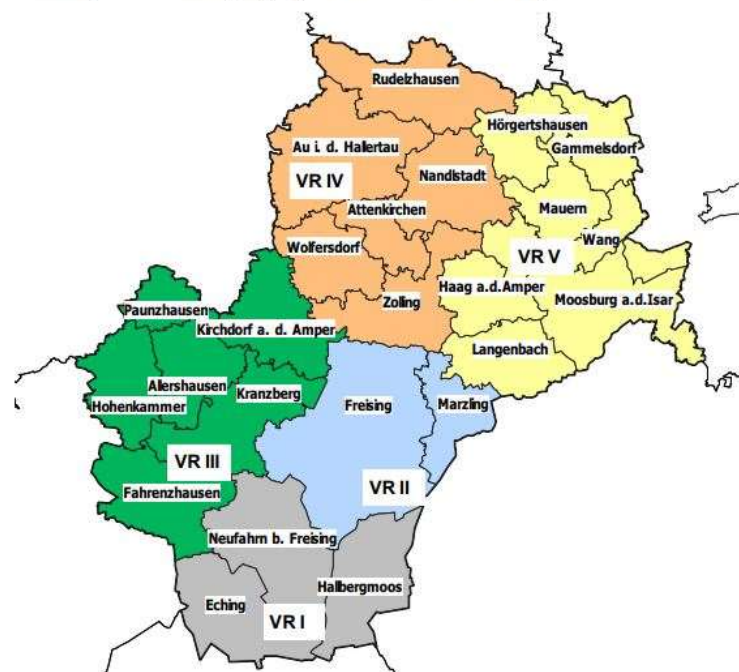 Rudelzhausen
Hörgertshausen
Au i. d. Hallertau
Gammelsdorf
Nandlstadt
VR IV
Mauern
Attenkirchen
Wolfersdorf
Wang
VR V
Haag a.d.Amper
Zolling
Moosburg a.d.Isar
Paunzhausen
Kirchdorf a. d. Amper
Langenbach
Allershausen
Kranzberg
Hohenkammer
Freising
Marzling
VR III
VR II
Fahrenzhausen
Neufahrn b. Freising
Hallbergmoos
Eching
VR I